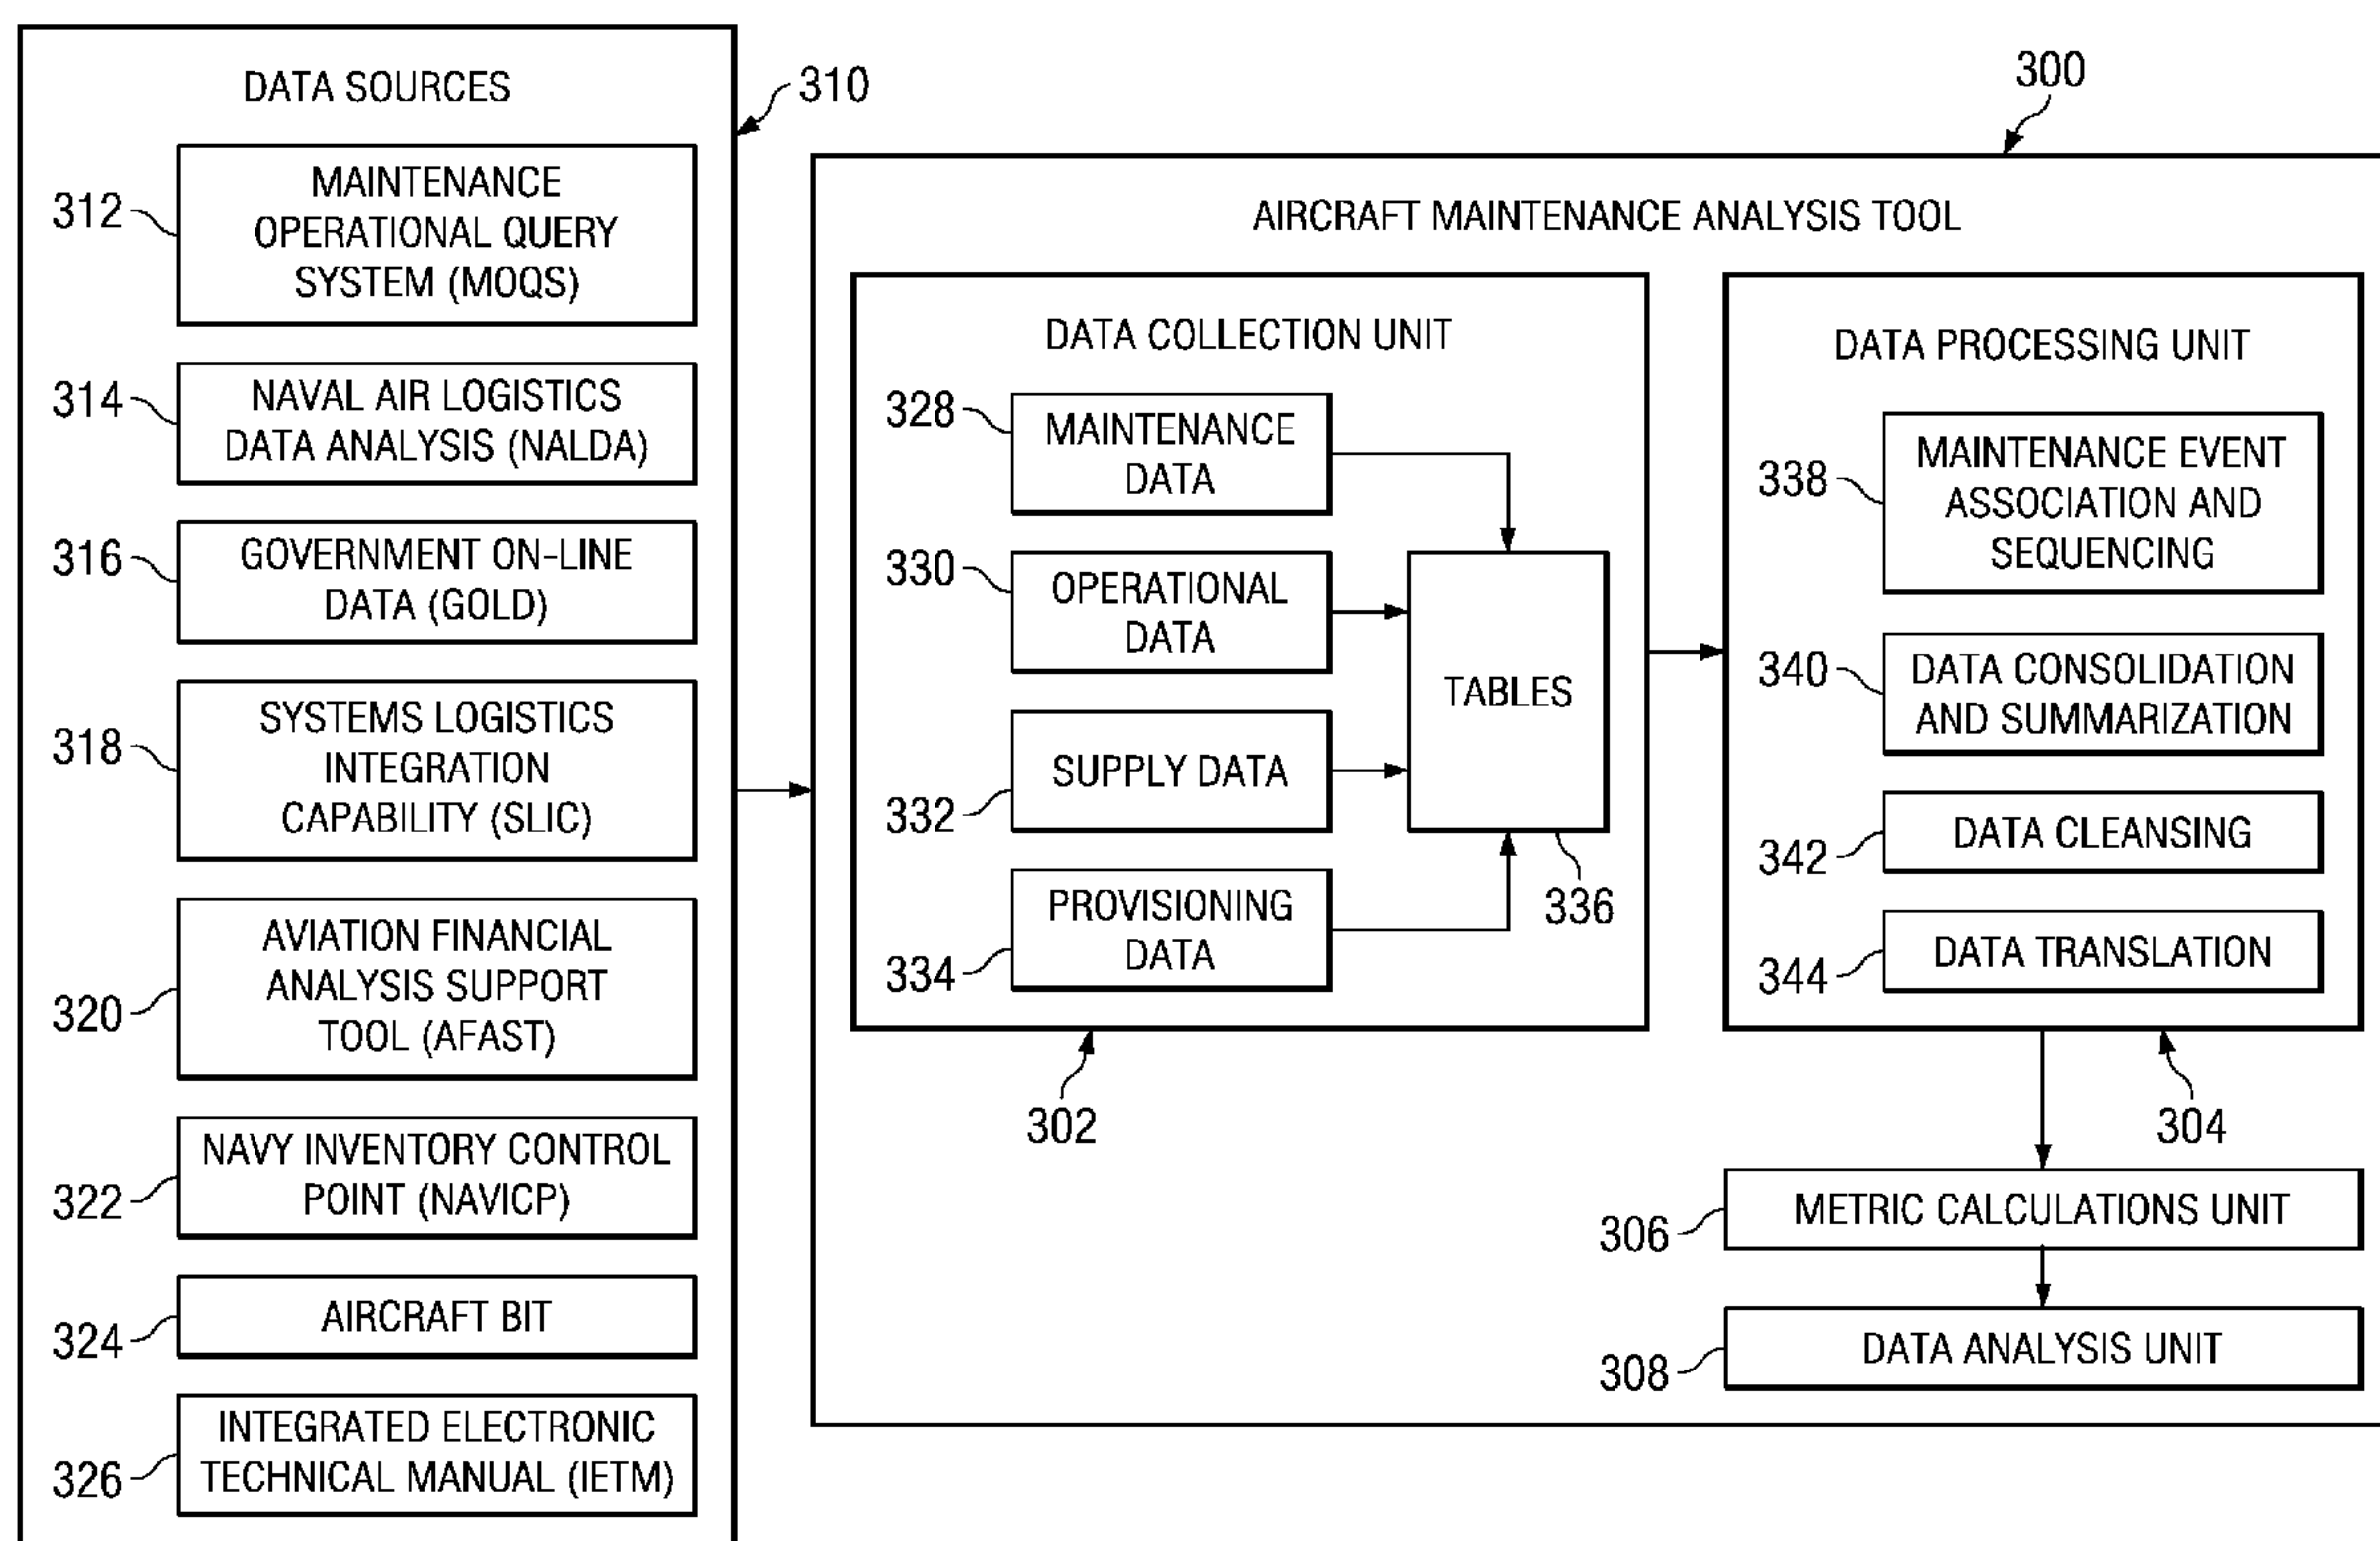 DATA SOURCES
310
312
MAINTENANCE
OPERATIONAL QUERY
SYSTEM (MOQS)
314
NAVAL AIR LOGISTICS
DATA ANALYSIS (NALDA)
316
GOVERNMENT ON-LINE
DATA (GOLD)
318
SYSTEMS LOGISTICS
INTEGRATION
CAPABILITY (SLIC)
320
AVIATION FINANCIAL
ANALYSIS SUPPORT
TOOL (AFAST)
322
NAVY INVENTORY CONTROL
POINT (NAVICP)
324
AIRCRAFT BIT
326
INTEGRATED ELECTRONIC
TECHNICAL MANUAL (IETM)
300
AIRCRAFT MAINTENANCE ANALYSIS TOOL
DATA COLLECTION UNIT
328
MAINTENANCE
DATA
330
OPERATIONAL
DATA
332
SUPPLY DATA
334
PROVISIONING
DATA
TABLES
336
302
DATA PROCESSING UNIT
338
MAINTENANCE EVENT
ASSOCIATION AND
SEQUENCING
340
DATA CONSOLIDATION
AND SUMMARIZATION
342
DATA CLEANSING
344
DATA TRANSLATION
304
306
METRIC CALCULATIONS UNIT
308
DATA ANALYSIS UNIT